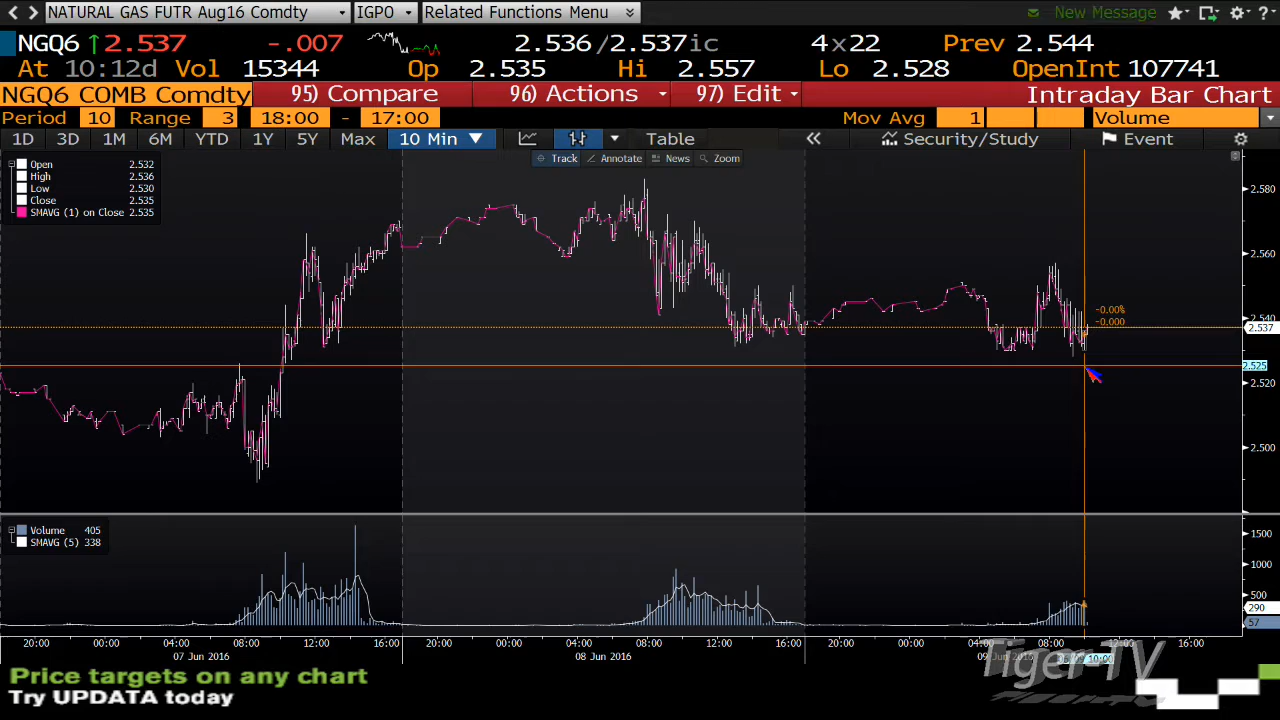 NATURAL GAS FUTR Aug16 Comdty IGPO Related Functions Menu New Message
NGQ6 ↑2.537 -.007 2.536/2.537ic 4x22 Prev 2.544
At 10:12d Vol 15344 Op 2.535 Hi 2.557 Lo 2.528 OpenInt 107741
NGQ6 COMB Comdty 95) Compare 96) Actions 97) Edit Intraday Bar Chart
Period 10 Range 3 18:00 - 17:00 Mov Avg 1 Volume
1D 3D 1M 6M YTD 1Y 5Y Max 10 Min Table Security/Study Event
Track Annotate News Zoom
Open 2.532
High 2.536
Low 2.530
Close 2.535
SMAVG (1) on Close 2.535
2.580
2.560
-0.00%
2.540
-0.000
2.537
2.525
2.520
2.500
Volume 405
SMAVG (5) 338
1500
1000
500
290
57
20:00 00:00 04:00 08:00 12:00 16:00 20:00 00:00 04:00 08:00 12:00 16:00 20:00 00:00 04:00 08:00 12:00 16:00
07 Jun 2016 08 Jun 2016 09 Jun 2016 10:00
Price targets on any chart
Try UPDATA today
Tiger-TV